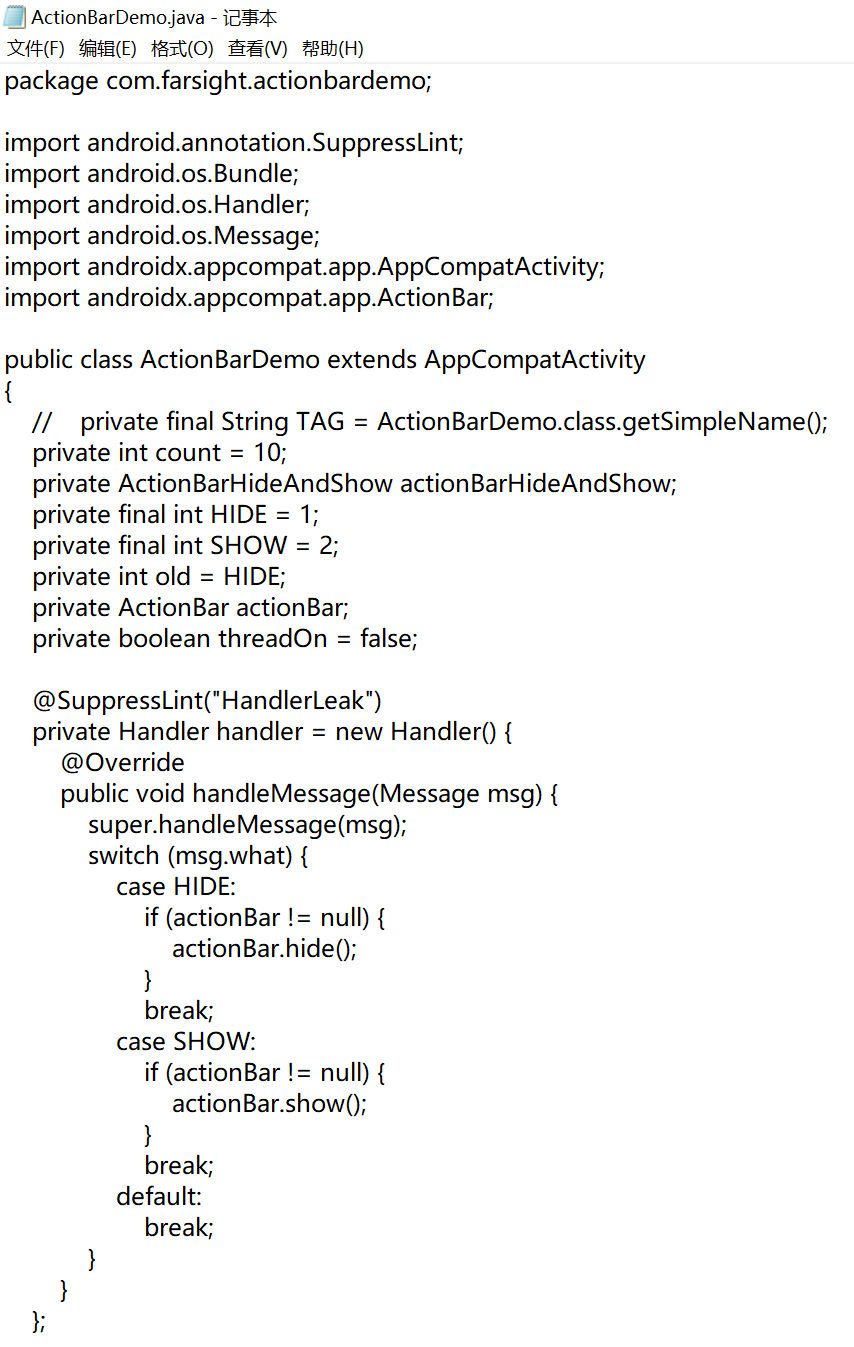 ActionBarDemo.java - 记事本
文件(F) 编辑(E) 格式(O) 查看(V) 帮助(H)
package com.farsight.actionbardemo;

import android.annotation.SuppressLint;
import android.os.Bundle;
import android.os.Handler;
import android.os.Message;
import androidx.appcompat.app.AppCompatActivity;
import androidx.appcompat.app.ActionBar;

public class ActionBarDemo extends AppCompatActivity
{
    //    private final String TAG = ActionBarDemo.class.getSimpleName();
    private int count = 10;
    private ActionBarHideAndShow actionBarHideAndShow;
    private final int HIDE = 1;
    private final int SHOW = 2;
    private int old = HIDE;
    private ActionBar actionBar;
    private boolean threadOn = false;

    @SuppressLint("HandlerLeak")
    private Handler handler = new Handler() {
        @Override
        public void handleMessage(Message msg) {
            super.handleMessage(msg);
            switch (msg.what) {
                case HIDE:
                    if (actionBar != null) {
                        actionBar.hide();
                    }
                    break;
                case SHOW:
                    if (actionBar != null) {
                        actionBar.show();
                    }
                    break;
                default:
                    break;
            }
        }
    };